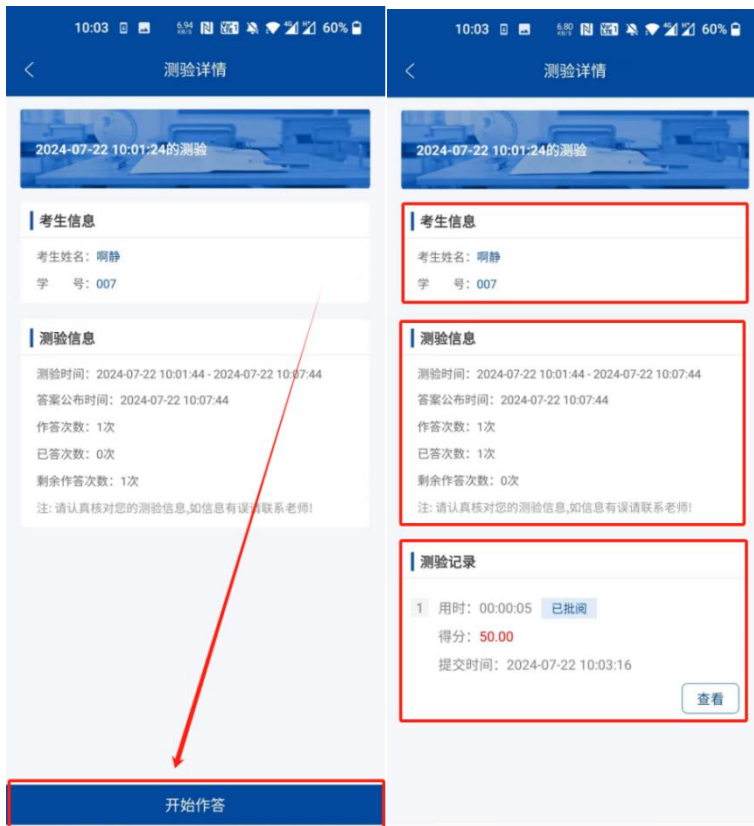 10:03 6.94 KB/S 60%
测验详情
2024-07-22 10:01:24的测验
考生信息
考生姓名: 啊静
学 号: 007
测验信息
测验时间: 2024-07-22 10:01:44 - 2024-07-22 10:07:44
答案公布时间: 2024-07-22 10:07:44
作答次数: 1次
已答次数: 0次
剩余作答次数: 1次
注: 请认真核对您的测验信息,如信息有误请联系老师!
开始作答
10:03 6.80 KB/S 60%
测验详情
2024-07-22 10:01:24的测验
考生信息
考生姓名: 啊静
学 号: 007
测验信息
测验时间: 2024-07-22 10:01:44 - 2024-07-22 10:07:44
答案公布时间: 2024-07-22 10:07:44
作答次数: 1次
已答次数: 1次
剩余作答次数: 0次
注: 请认真核对您的测验信息,如信息有误请联系老师!
测验记录
1 用时: 00:00:05 已批阅
得分: 50.00
提交时间: 2024-07-22 10:03:16
查看